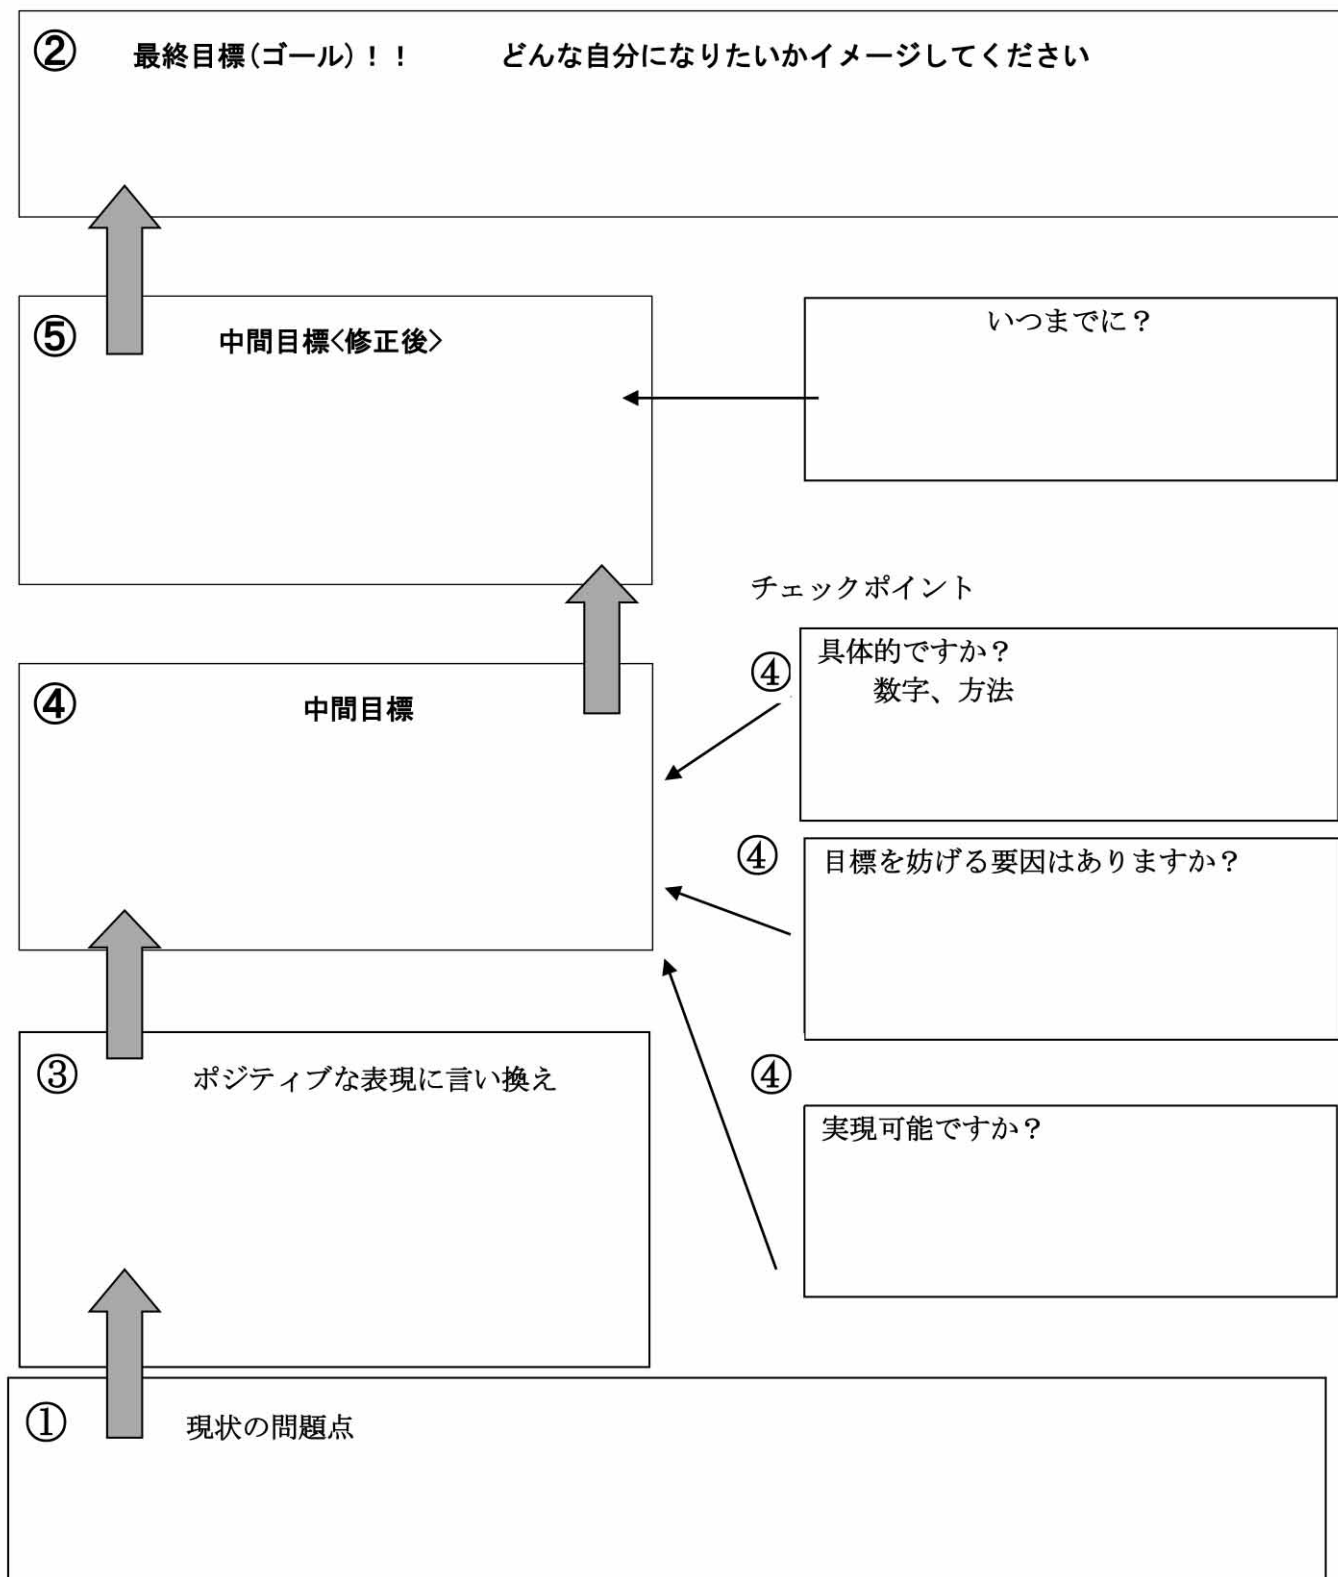 ② 最終目標(ゴール)！！ どんな自分になりたいかイメージしてください
⑤ 中間目標<修正後>
いつまでに？
チェックポイント
④ 具体的ですか？
数字、方法
④ 中間目標
④ 目標を妨げる要因はありますか？
③ ポジティブな表現に言い換え
④
実現可能ですか？
① 現状の問題点